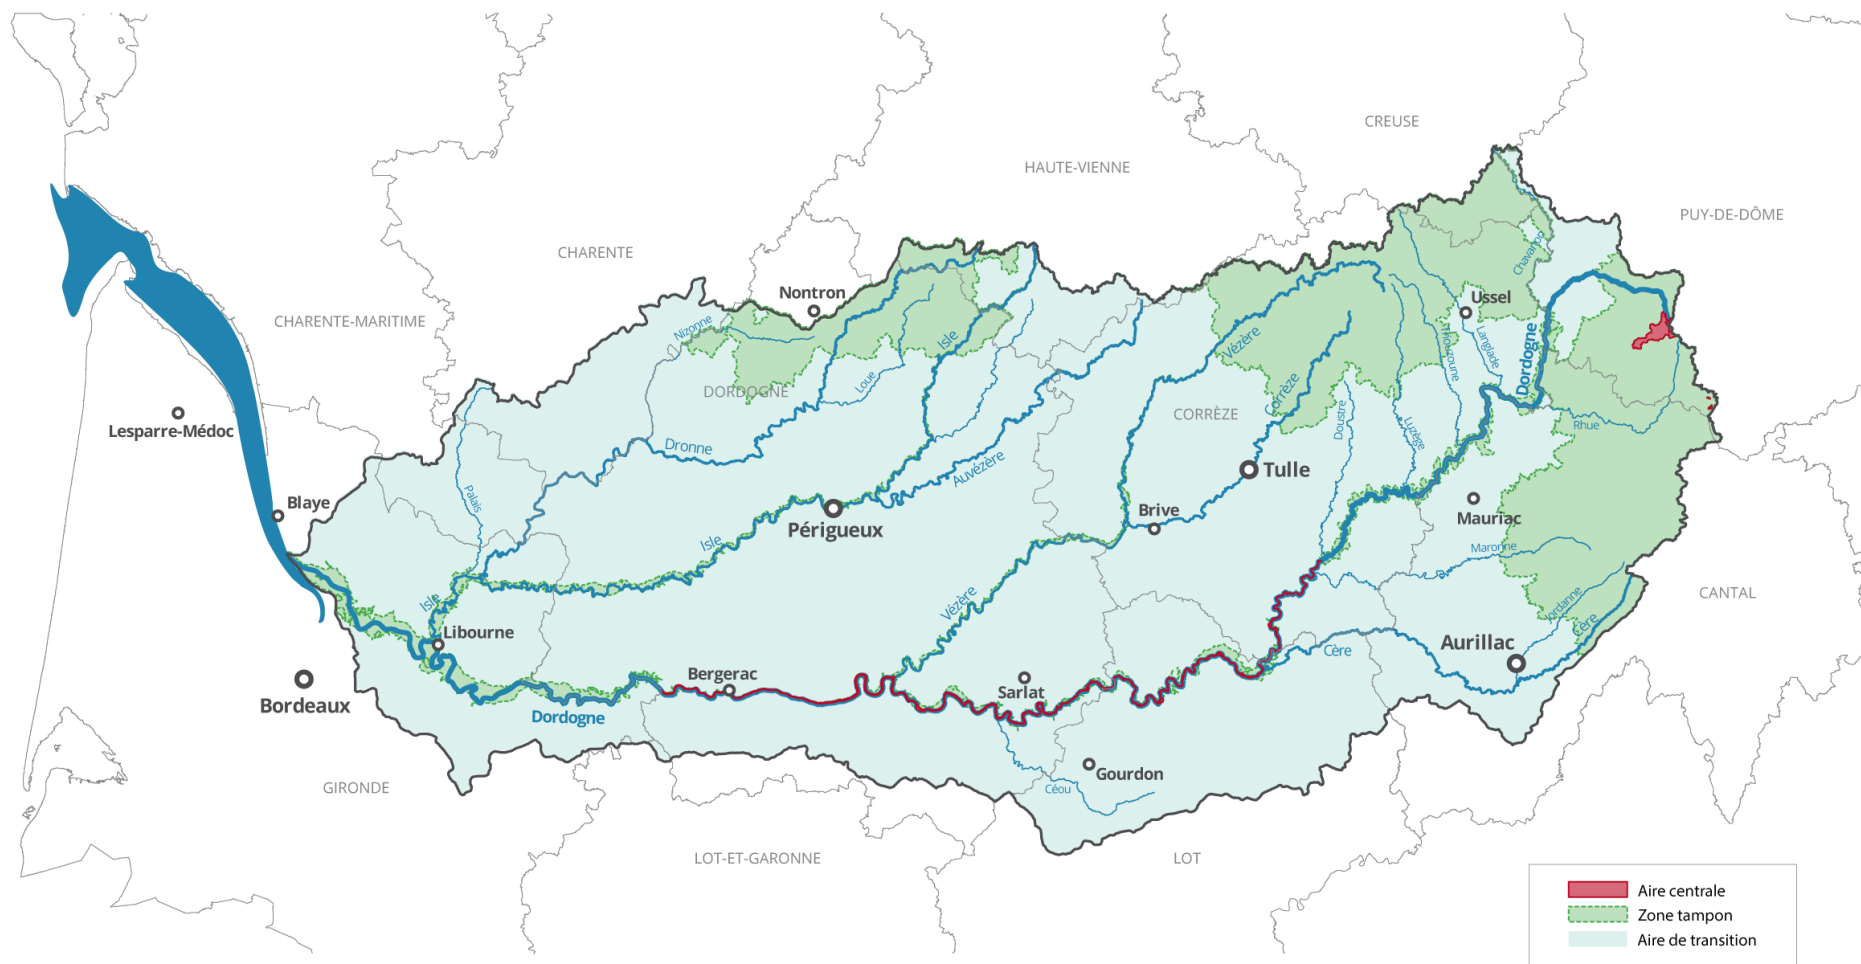 CREUSE
HAUTE-VIENNE
PUY-DE-DÔME
CHARENTE
Chavanon
Nontron
Ussel
CHARENTE-MARITIME
Nizonne
Isle
Vézère
Thouzoune
Langlade
Dordogne
Loue
DORDOGNE
Corrèze
CORRÈZE
Doustre
Luzège
Rhue
Lesparre-Médoc
Dronne
Auvézère
Tulle
Palais
Blaye
Périgueux
Brive
Mauriac
Isle
Maronne
CANTAL
Isle
Vézère
Jordanne
Cère
Libourne
Aurillac
Cère
Bergerac
Sarlat
Bordeaux
Dordogne
Gourdon
GIRONDE
Céou
LOT-ET-GARONNE
LOT
Aire centrale
Zone tampon
Aire de transition